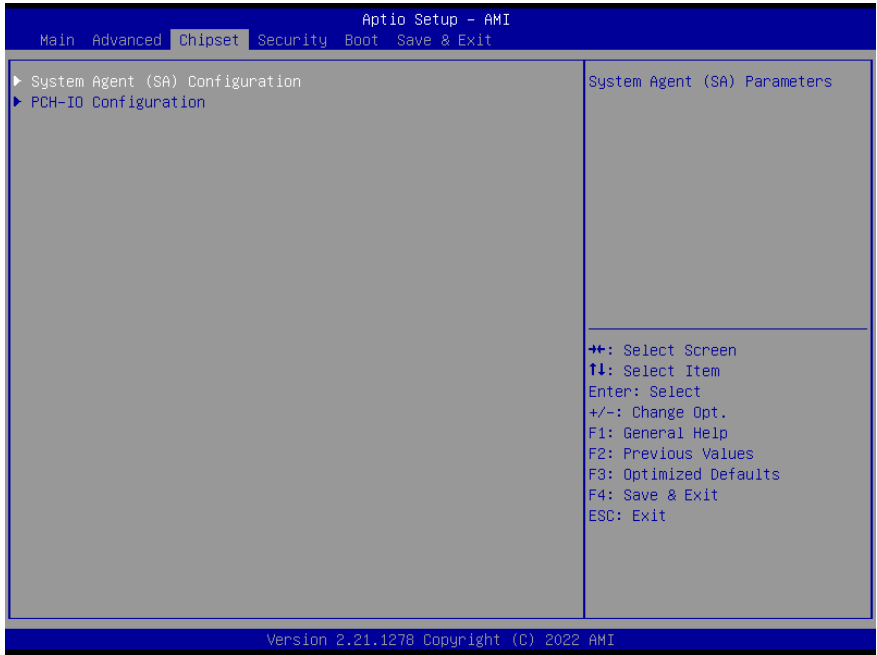 Aptio Setup - AMI
Main Advanced Chipset Security Boot Save & Exit
System Agent (SA) Configuration
PCH-IO Configuration
System Agent (SA) Parameters
→←: Select Screen
↑↓: Select Item
Enter: Select
+/-: Change Opt.
F1: General Help
F2: Previous Values
F3: Optimized Defaults
F4: Save & Exit
ESC: Exit
Version 2.21.1278 Copyright (C) 2022 AMI